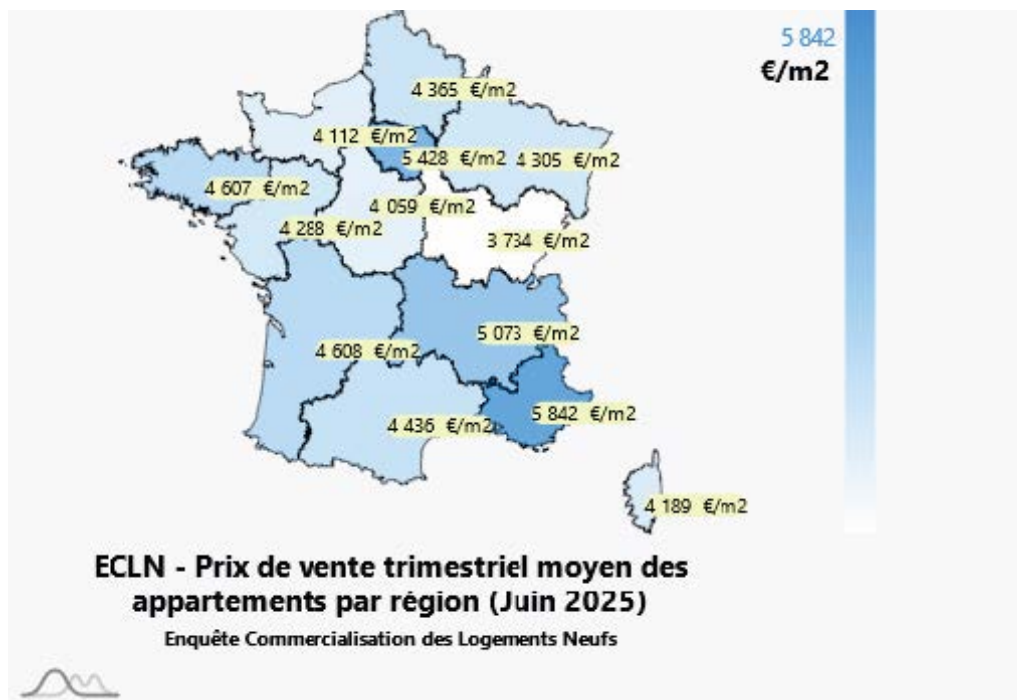 5 842
€/m2
4 365 €/m2
4 112 €/m2
5 428 €/m2
4 305 €/m2
4 607 €/m2
4 059 €/m2
4 288 €/m2
3 734 €/m2
5 073 €/m2
4 608 €/m2
5 842 €/m2
4 436 €/m2
4 189 €/m2
ECLN - Prix de vente trimestriel moyen des
appartements par région (Juin 2025)
Enquête Commercialisation des Logements Neufs